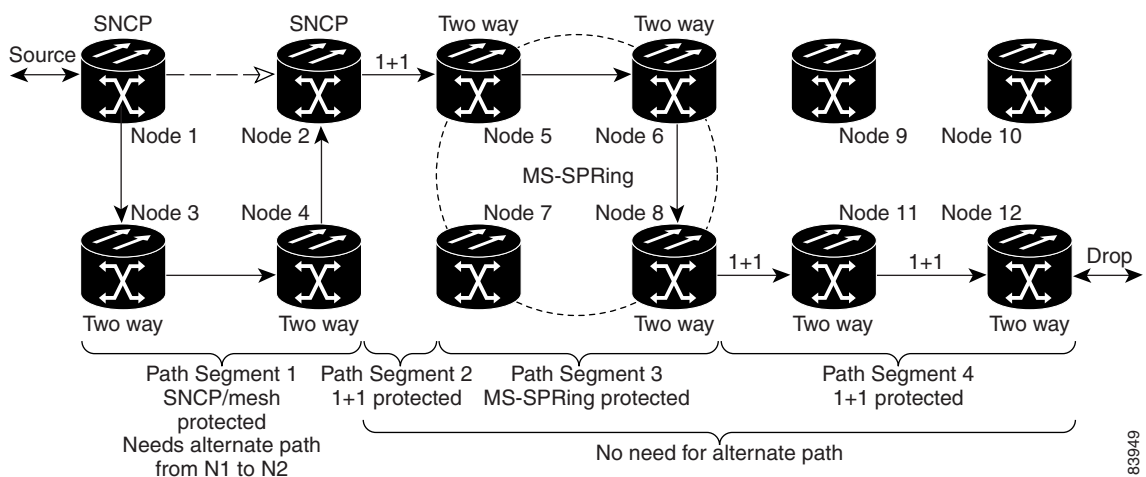 SNCP SNCP Two way Two way
Source 1+1
Node 1 Node 2 Node 5 Node 6 Node 9 Node 10
MS-SPRing
Node 3 Node 4 Node 7 Node 8 Node 11 Node 12
1+1 1+1 Drop
Two way Two way Two way Two way Two way
Path Segment 1
SNCP/mesh
protected
Needs alternate path
from N1 to N2
Path Segment 2
1+1 protected
Path Segment 3
MS-SPRing protected
Path Segment 4
1+1 protected
No need for alternate path
83949